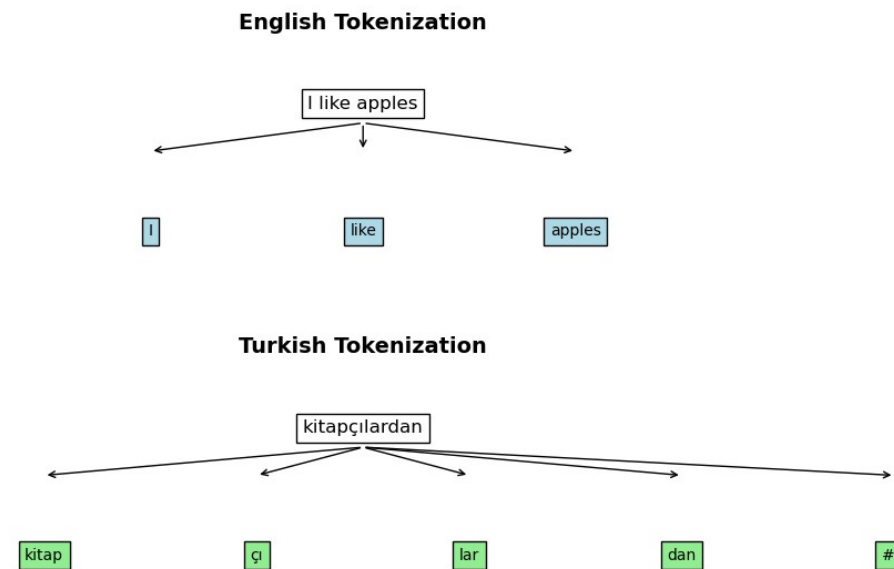 English Tokenization
I like apples
I like apples
Turkish Tokenization
kitapçılardan
kitap çı lar dan #